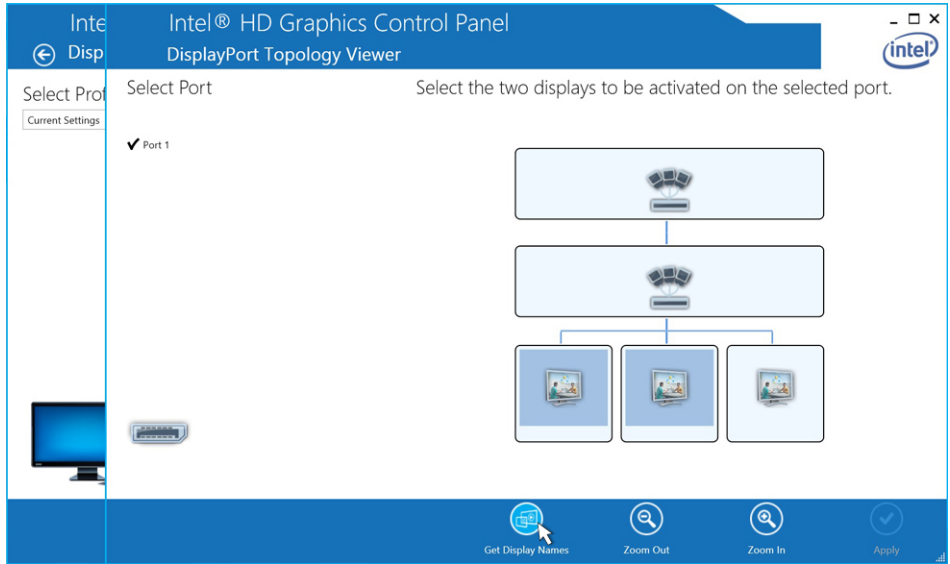 Inte
Disp
Select Prof
Current Settings
Intel® HD Graphics Control Panel
DisplayPort Topology Viewer
intel
Select Port
Select the two displays to be activated on the selected port.
Port 1
Get Display Names
Zoom Out
Zoom In
Apply